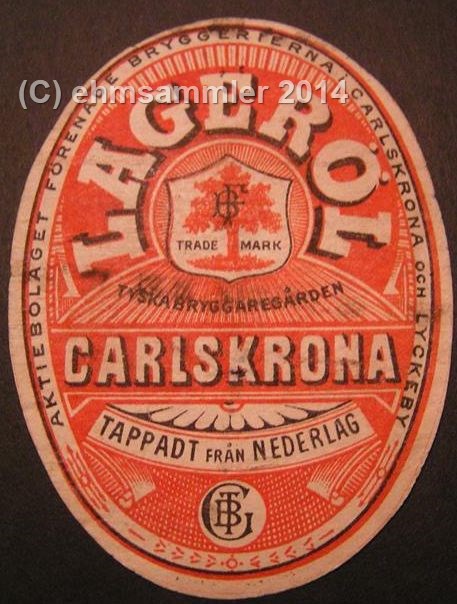 (C) ehmsammler 2014
AKTIEBOLAGET FÖRENADE BRYGGERIERNA CARLSKRONA OCH LYCKEBY
LAGERÖL
TRADE MARK
TYSKA BRYGGAREGÅRDEN
CARLSKRONA
TAPPADT FRÅN NEDERLAG